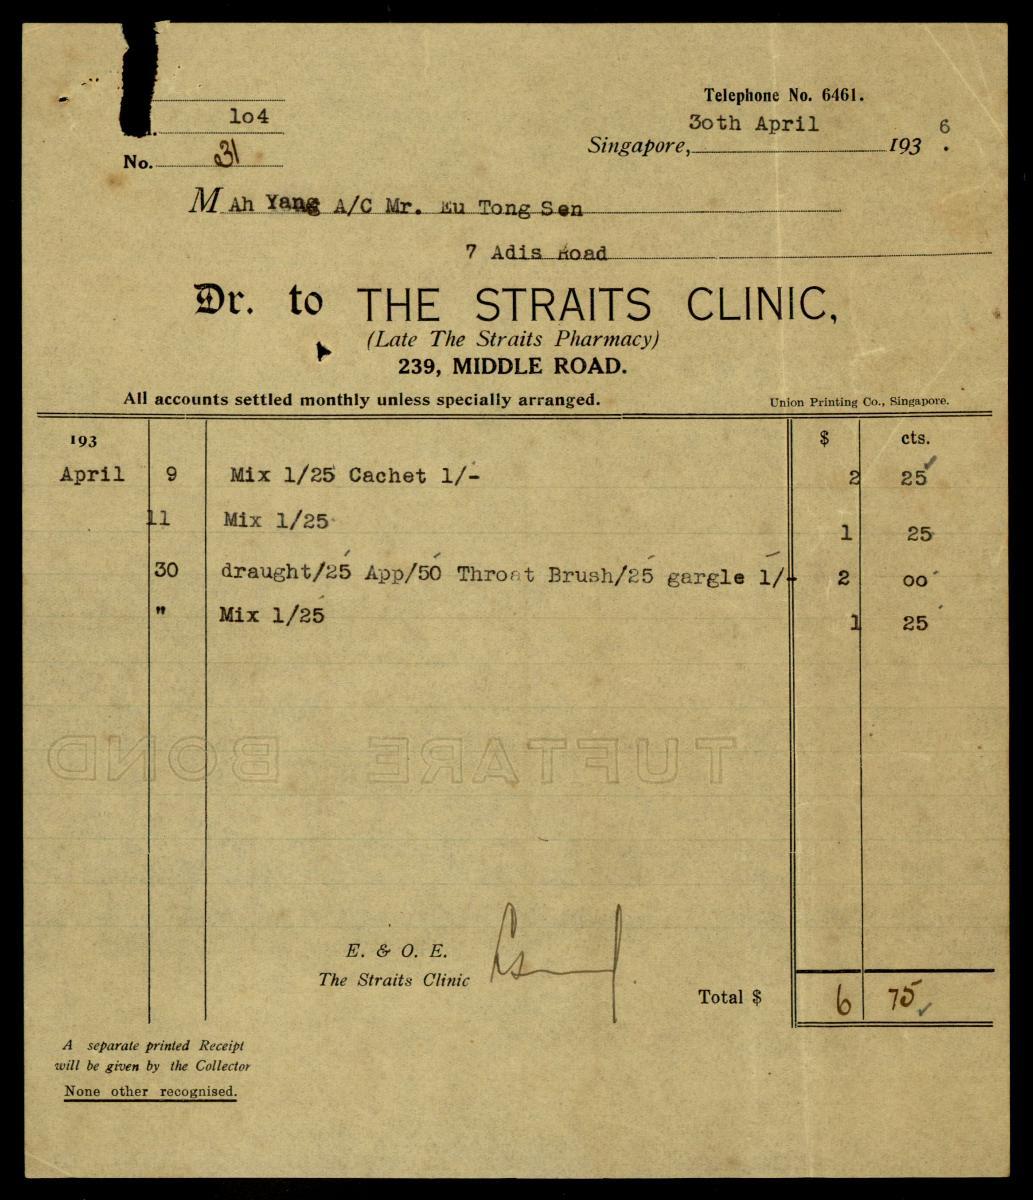 Telephone No. 6461.
1o4
3oth April
Singapore, 193 6.
No. 31
M Ah Yang A/C Mr. Eu Tong Sen
7 Adis Road
Dr. to THE STRAITS CLINIC,
(Late The Straits Pharmacy)
239, MIDDLE ROAD.
All accounts settled monthly unless specially arranged. Union Printing Co., Singapore.
193 $ cts.
April 9 Mix 1/25 Cachet 1/- 2 25
11 Mix 1/25 1 25
30 draught/25 App/50 Throat Brush/25 gargle 1/- 2 oo
" Mix 1/25 1 25
TUFTARE BOND
E. & O. E.
The Straits Clinic
Total $ 6 75
A separate printed Receipt
will be given by the Collector
None other recognised.